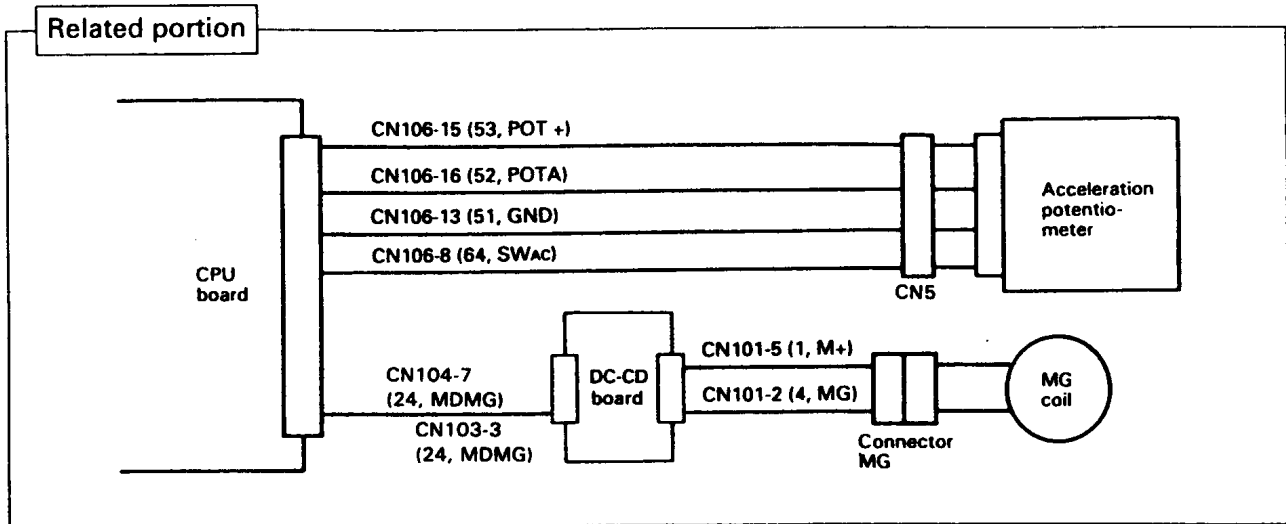 Related portion
CN106-15 (53, POT +)
CN106-16 (52, POTA)
CN106-13 (51, GND)
CN106-8 (64, SWAC)
CPU
board
CN5
Acceleration
potentio-
meter
CN104-7
(24, MDMG)
CN103-3
(24, MDMG)
DC-CD
board
CN101-5 (1, M+)
CN101-2 (4, MG)
Connector
MG
MG
coil